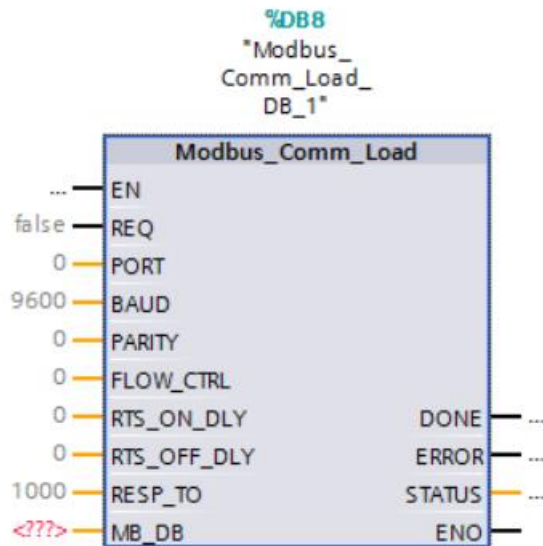 %DB8
"Modbus_
Comm_Load_
DB_1"
Modbus_Comm_Load
... EN
false REQ
0 PORT
9600 BAUD
0 PARITY
0 FLOW_CTRL
0 RTS_ON_DLY DONE ...
0 RTS_OFF_DLY ERROR ...
1000 RESP_TO STATUS ...
<???> MB_DB ENO